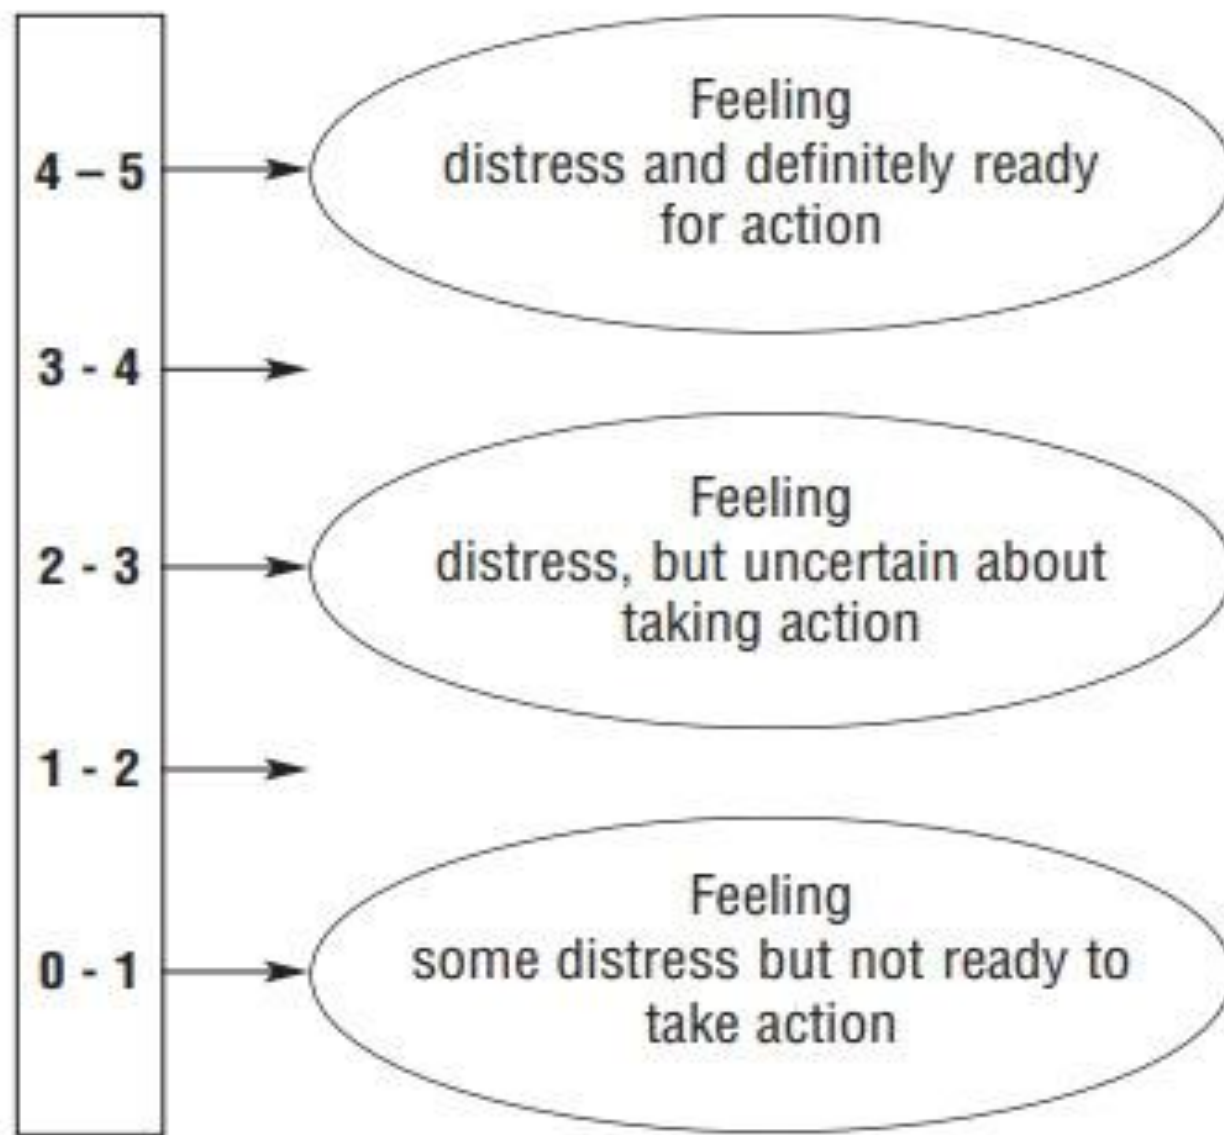 4 – 5
Feeling
distress and definitely ready
for action
3 - 4
2 - 3
Feeling
distress, but uncertain about
taking action
1 - 2
0 - 1
Feeling
some distress but not ready to
take action